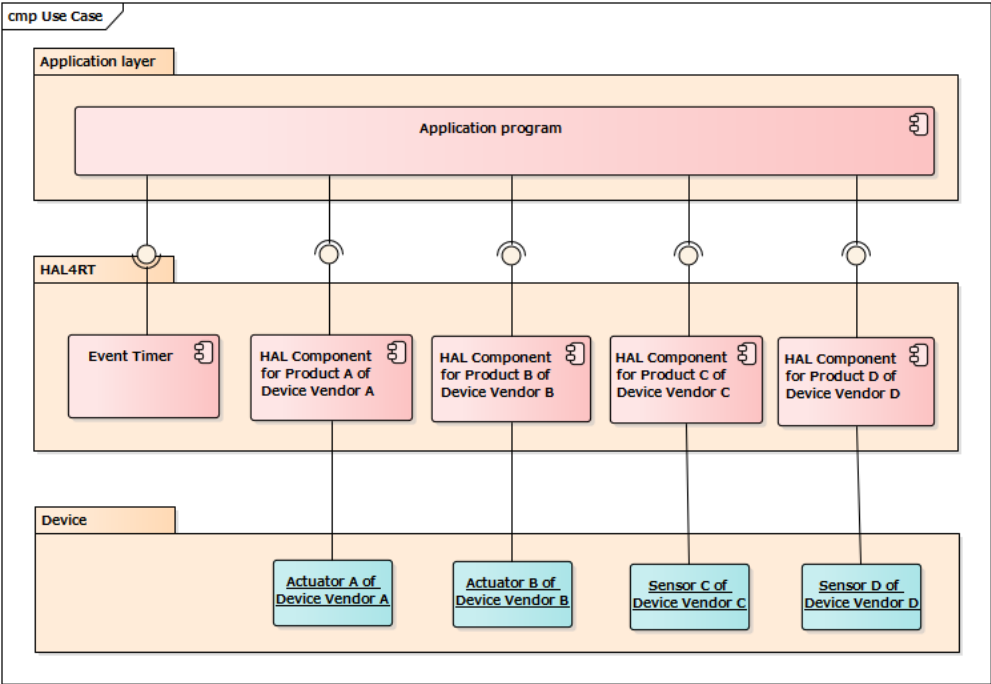 cmp Use Case
Application layer
Application program
HAL4RT
Event Timer
HAL Component
for Product A of
Device Vendor A
HAL Component
for Product B of
Device Vendor B
HAL Component
for Product C of
Device Vendor C
HAL Component
for Product D of
Device Vendor D
Device
Actuator A of
Device Vendor A
Actuator B of
Device Vendor B
Sensor C of
Device Vendor C
Sensor D of
Device Vendor D